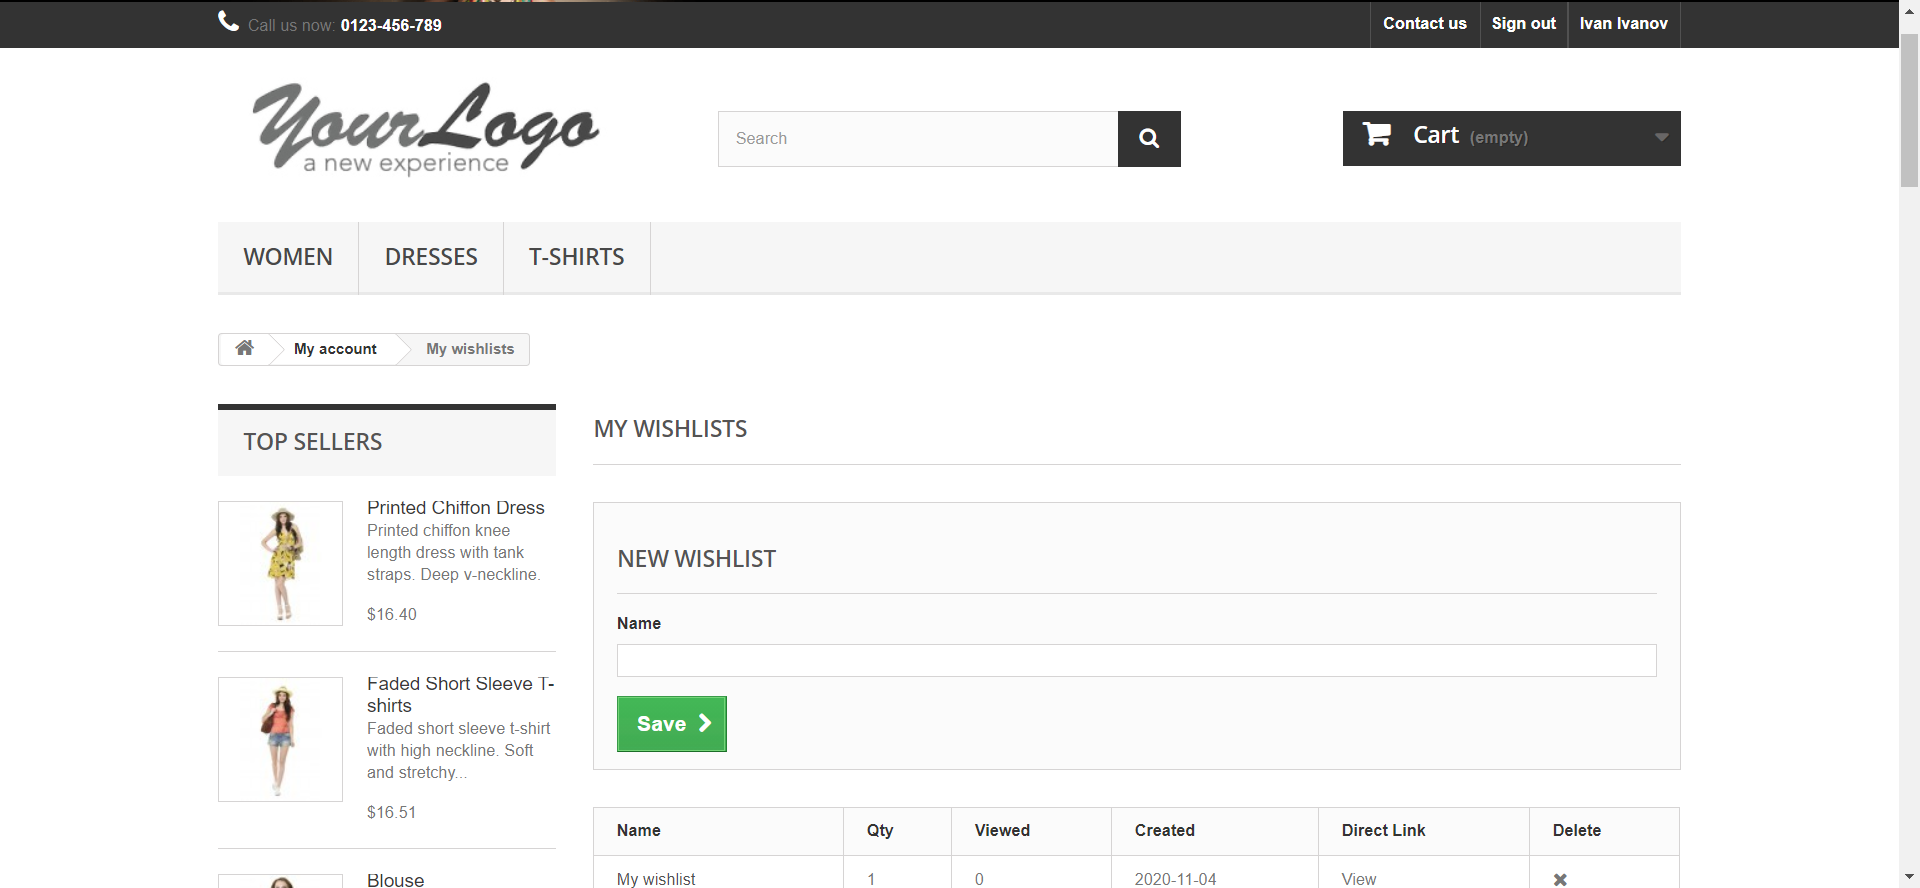 Call us now: 0123-456-789
Contact us
Sign out
Ivan Ivanov
YourLogo
a new experience
Search
Cart (empty)
WOMEN
DRESSES
T-SHIRTS
My account
My wishlists
TOP SELLERS
Printed Chiffon Dress
Printed chiffon knee
length dress with tank
straps. Deep v-neckline.
$16.40
Faded Short Sleeve T-
shirts
Faded short sleeve t-shirt
with high neckline. Soft
and stretchy...
$16.51
Blouse
MY WISHLISTS
NEW WISHLIST
Name
Save
Name Qty Viewed Created Direct Link Delete
My wishlist 1 0 2020-11-04 View